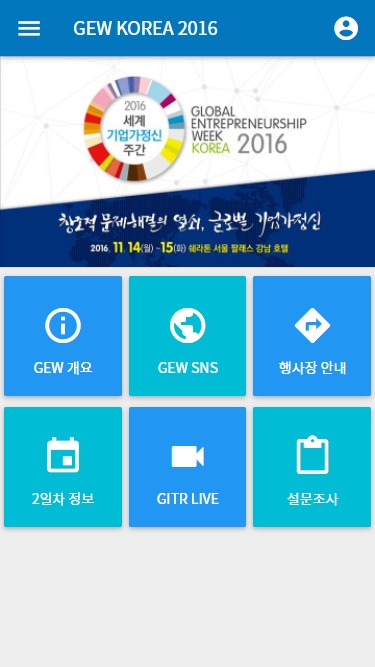 GEW KOREA 2016
2016
세계
기업가정신
주간
GLOBAL
ENTREPRENEURSHIP
WEEK
KOREA 2016
창조적 문제해결의 열쇠, 글로벌 기업가정신
2016. 11. 14(월) ~15(화) 쉐라톤 서울 팔래스 강남 호텔
GEW 개요
GEW SNS
행사장 안내
2일차 정보
GITR LIVE
설문조사